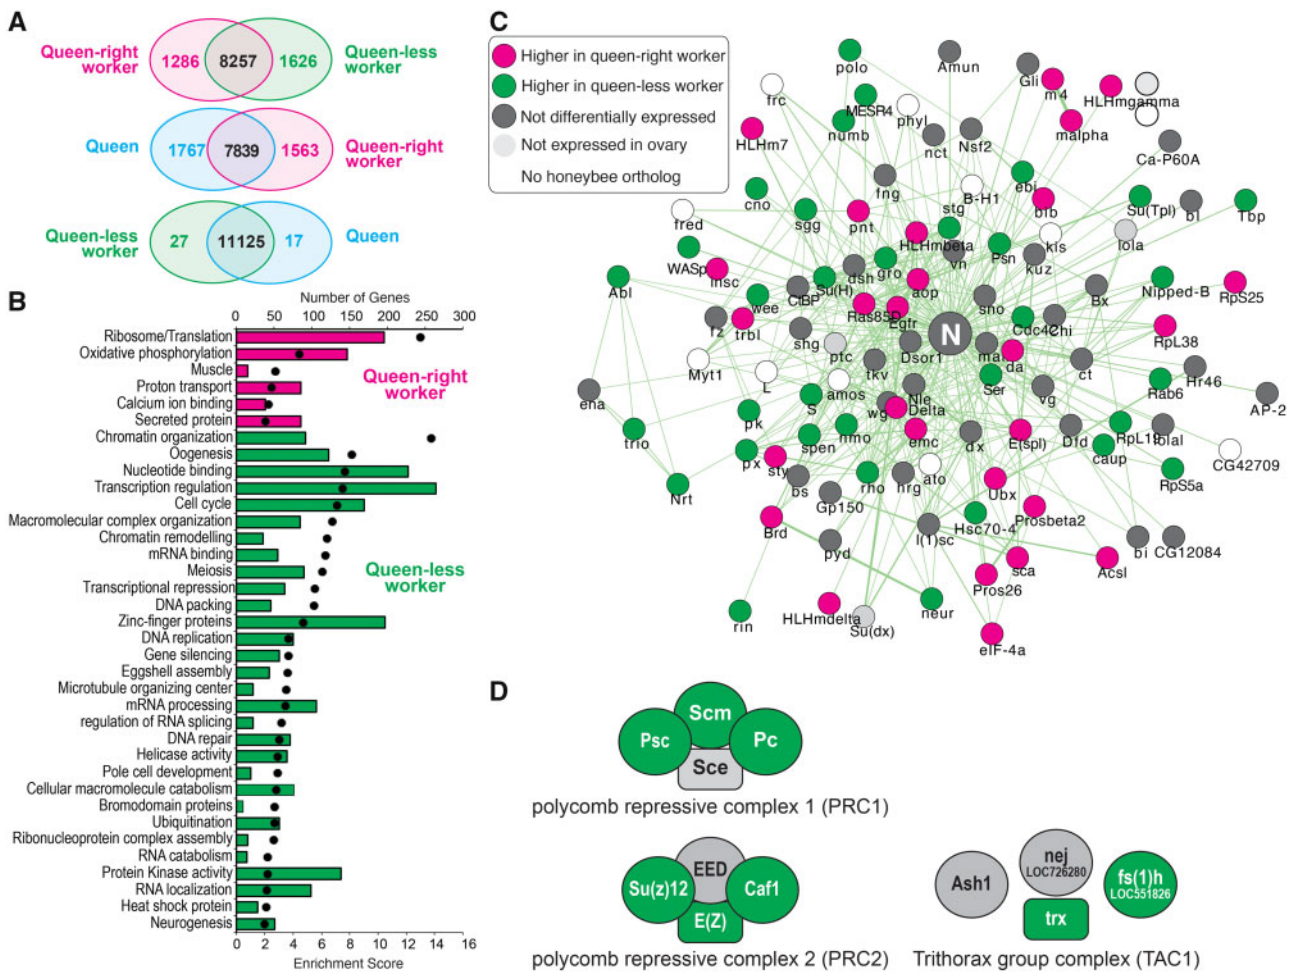 A
Queen-right
worker
1286
8257
1626
Queen-less
worker
Queen
1767
7839
1563
Queen-right
worker
Queen-less
worker
27
11125
17
Queen
B
Number of Genes
0 50 100 150 200 250 300
Ribosome/Translation
Oxidative phosphorylation
Muscle
Proton transport
Calcium ion binding
Secreted protein
Chromatin organization
Oogenesis
Nucleotide binding
Transcription regulation
Cell cycle
Macromolecular complex organization
Chromatin remodelling
mRNA binding
Meiosis
Transcriptional repression
DNA packing
Zinc-finger proteins
DNA replication
Gene silencing
Eggshell assembly
Microtubule organizing center
mRNA processing
regulation of RNA splicing
DNA repair
Helicase activity
Pole cell development
Cellular macromolecule catabolism
Bromodomain proteins
Ubiquitination
Ribonucleoprotein complex assembly
RNA catabolism
Protein Kinase activity
RNA localization
Heat shock protein
Neurogenesis
Queen-right
worker
Queen-less
worker
0 2 4 6 8 10 12 14 16
Enrichment Score
C
Higher in queen-right worker
Higher in queen-less worker
Not differentially expressed
Not expressed in ovary
No honeybee ortholog
polo
Amun
Gli
m4
HLHmgamma
frc
MESR4
phyl
malpha
HLHm7
numb
nct
Nsf2
Ca-P60A
fng
B-H1
ebi
cno
sgg
pnt
stg
bib
Su(Tpl)
bl
Tbp
fred
HLHmbeta
kis
lola
WASp
insc
dsh
gro
vn
Psn
kuz
Abl
wee
CtBP
Su(H)
aop
sno
Bx
Nipped-B
RpS25
fz
trbl
Ras85D
Egfr
N
Cdc42
Chi
RpL38
shg
ptc
Dsor1
da
Myt1
L
tkv
amos
Ser
vg
ct
Rab6
Hr46
AP-2
ena
trio
pk
S
wg
Nle
Delta
spen
nmo
emc
dx
E(spl)
Dfd
RpL19
lolal
caup
CG42709
px
sty
rho
hrg
ato
RpS5a
Nrt
bs
Gp150
Ubx
Brd
l(1)sc
Hsc70-4
Prosbeta2
pyd
bi
CG12084
sca
Acsl
Pros26
rin
HLHmdelta
Su(dx)
neur
eIF-4a
D
Scm
Psc
Pc
Sce
polycomb repressive complex 1 (PRC1)
EED
Su(z)12
Caf1
E(Z)
polycomb repressive complex 2 (PRC2)
Ash1
nej
LOC726280
fs(1)h
LOC551826
trx
Trithorax group complex (TAC1)